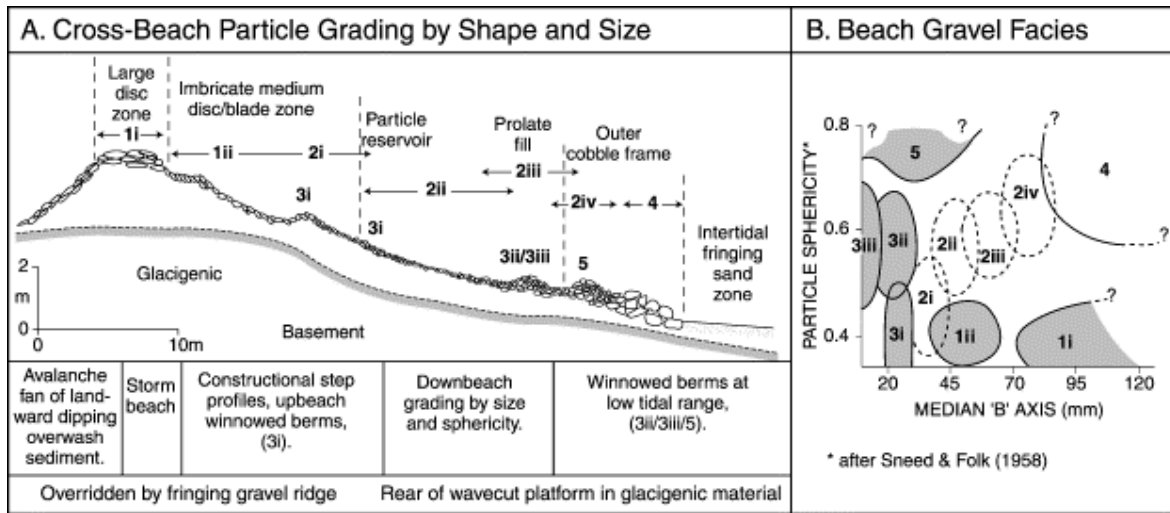 A. Cross-Beach Particle Grading by Shape and Size
Large
disc
zone
1i
Imbricate medium
disc/blade zone
1ii
2i
Particle
reservoir
2ii
Prolate
fill
2iii
Outer
cobble frame
2iv
4
3i
3i
3ii/3iii
5
Intertidal
fringing
sand
zone
Glacigenic
Basement
2
m
0
0
10m
Avalanche
fan of land-
ward dipping
overwash
sediment.
Storm
beach
Constructional step
profiles, upbeach
winnowed berms,
(3i).
Downbeach
grading by size
and sphericity.
Winnowed berms at
low tidal range,
(3ii/3iii/5).
Overridden by fringing gravel ridge
Rear of wavecut platform in glacigenic material
B. Beach Gravel Facies
PARTICLE SPHERICITY*
0.8
0.6
0.4
?
5
?
?
4
2iv
3iii
3ii
2ii
2iii
?
2i
?
3i
1ii
1i
20
45
70
95
120
MEDIAN 'B' AXIS (mm)
* after Sneed & Folk (1958)